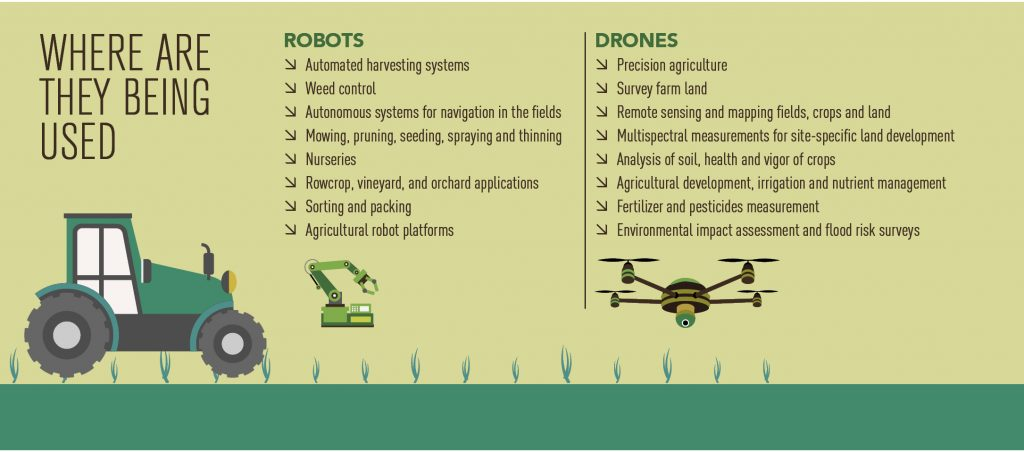 WHERE ARE
THEY BEING
USED
ROBOTS
Automated harvesting systems
Weed control
Autonomous systems for navigation in the fields
Mowing, pruning, seeding, spraying and thinning
Nurseries
Rowcrop, vineyard, and orchard applications
Sorting and packing
Agricultural robot platforms
DRONES
Precision agriculture
Survey farm land
Remote sensing and mapping fields, crops and land
Multispectral measurements for site-specific land development
Analysis of soil, health and vigor of crops
Agricultural development, irrigation and nutrient management
Fertilizer and pesticides measurement
Environmental impact assessment and flood risk surveys